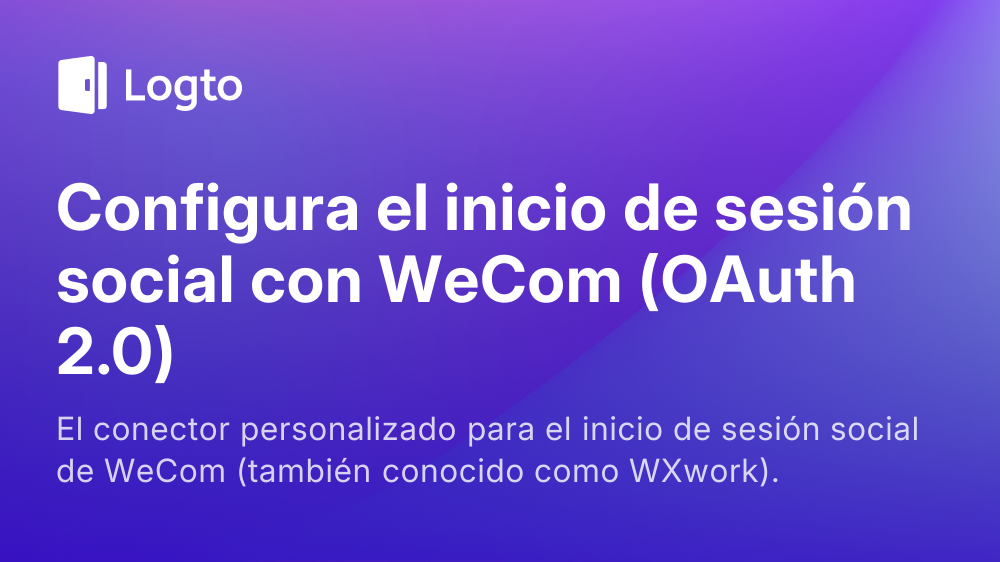 Logto
Configura el inicio de sesión
social con WeCom (OAuth
2.0)
El conector personalizado para el inicio de sesión social
de WeCom (también conocido como WXwork).